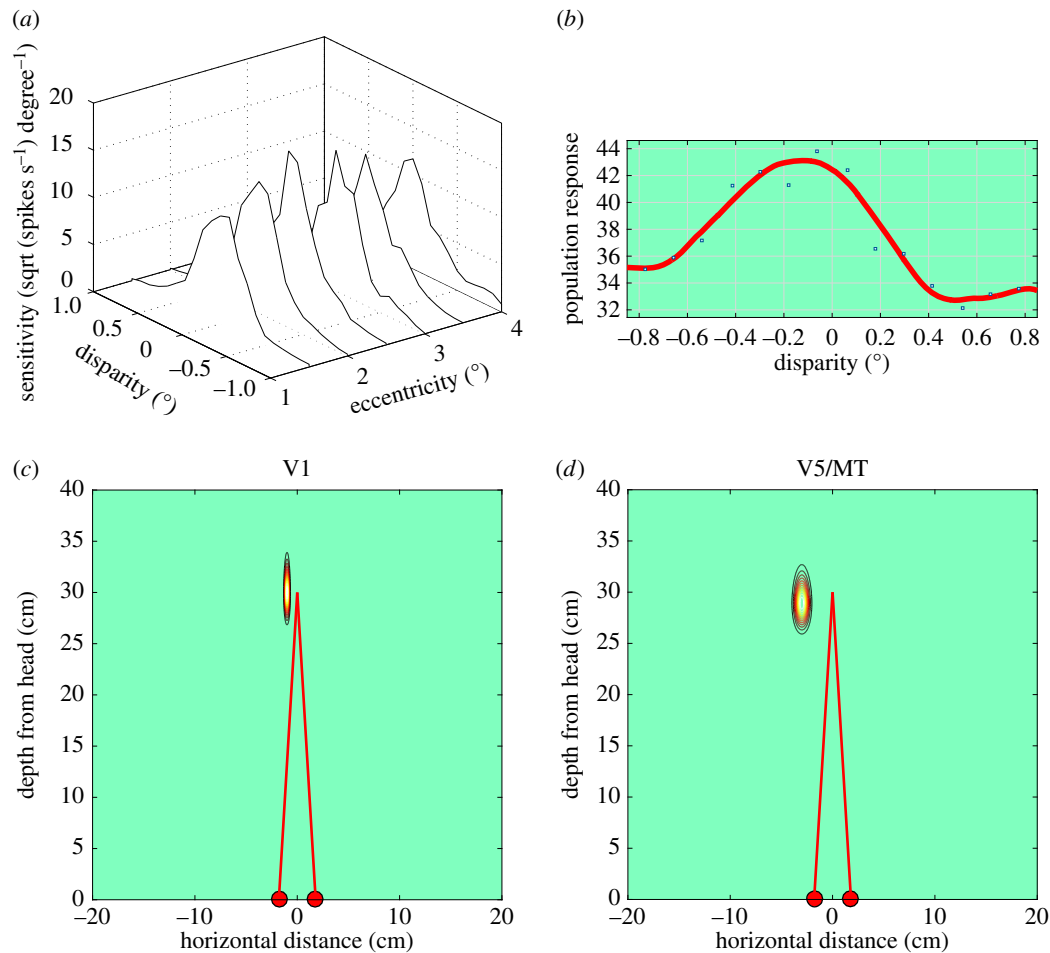 (a)
sensitivity (sqrt (spikes s⁻¹) degree⁻¹)
20
15
10
5
0
1.0
0.5
0
–0.5
–1.0
disparity (°)
1
2
3
4
eccentricity (°)
(b)
population response
44
42
40
38
36
34
32
–0.8 –0.6 –0.4 –0.2 0 0.2 0.4 0.6 0.8
disparity (°)
(c)
V1
depth from head (cm)
40
35
30
25
20
15
10
5
0
–20 –10 0 10 20
horizontal distance (cm)
(d)
V5/MT
depth from head (cm)
40
35
30
25
20
15
10
5
0
–20 –10 0 10 20
horizontal distance (cm)